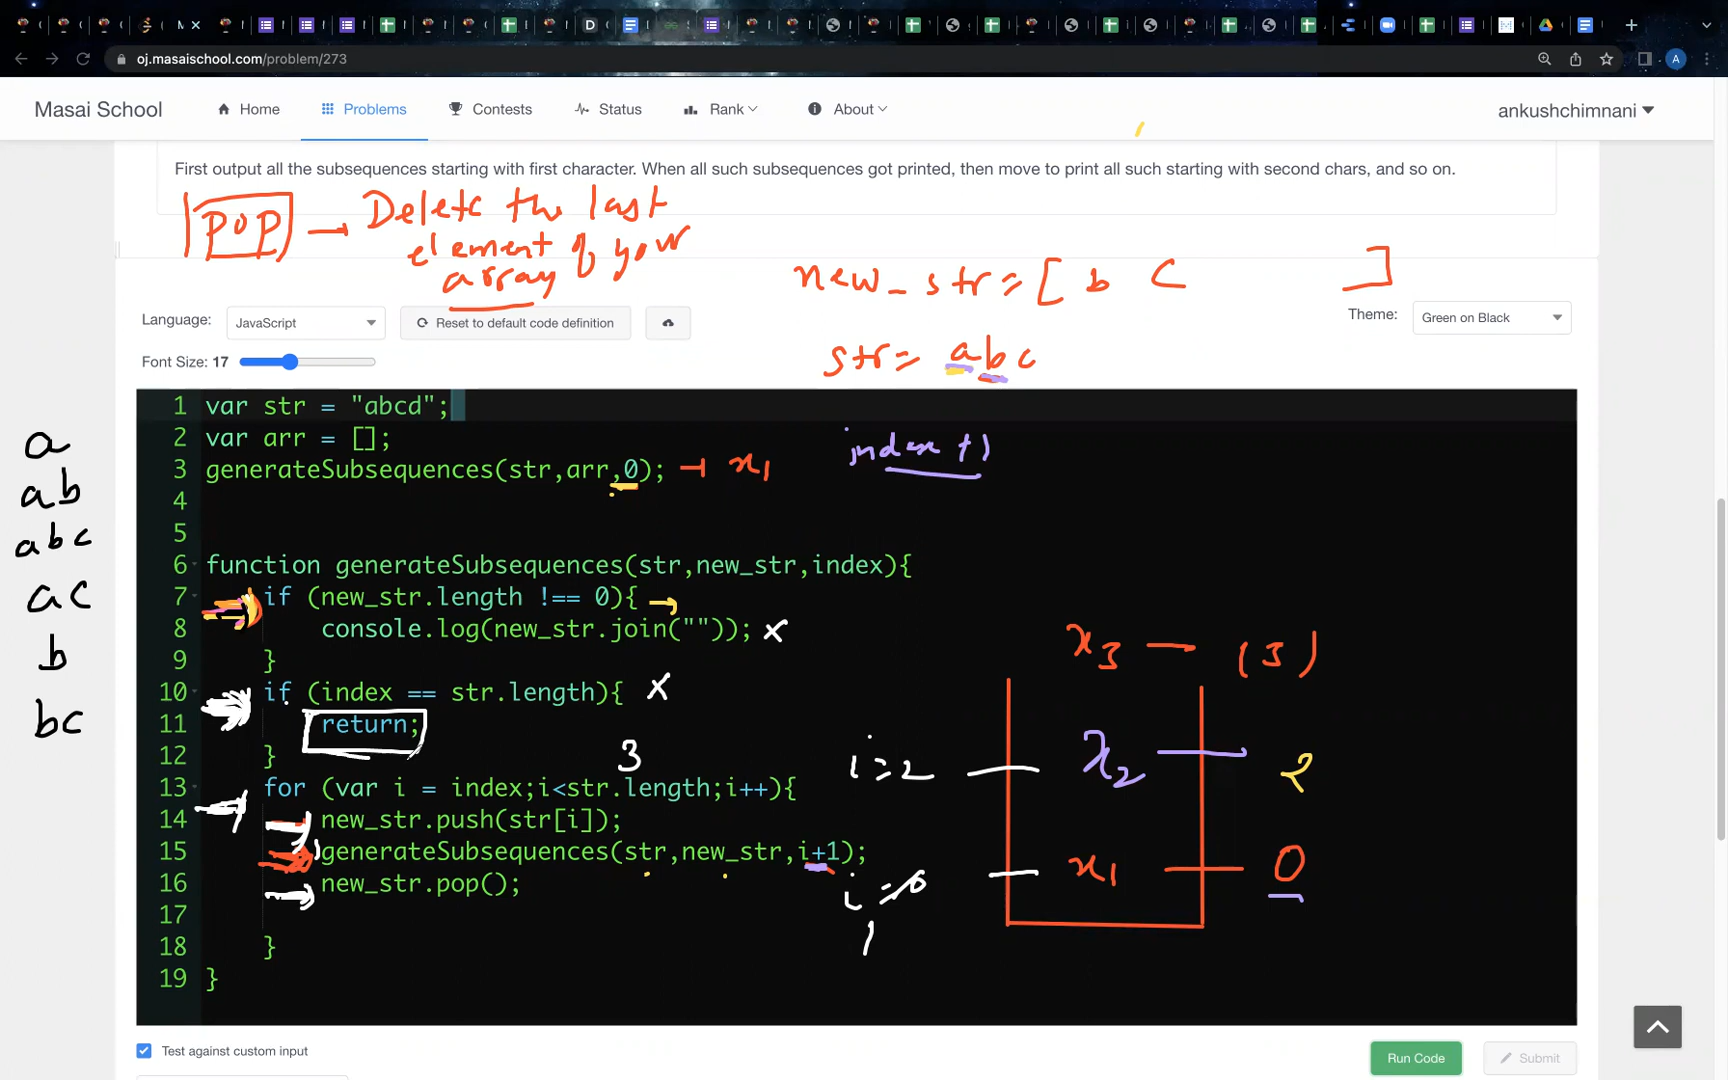 oj.masaischool.com/problem/273
A
Masai School
Home
Problems
Contests
Status
Rank
About
ankushchimnani
First output all the subsequences starting with first character. When all such subsequences got printed, then move to print all such starting with second chars, and so on.
pop → Delete the last
element of your
array
new_str = [ b c ]
Language:
JavaScript
Reset to default code definition
Theme:
Green on Black
Font Size: 17
str = abc
1 var str = "abcd";
2 var arr = [];
index +1
3 generateSubsequences(str,arr,0);
x1
4
5
6 function generateSubsequences(str,new_str,index){
7 if (new_str.length !== 0){
8 console.log(new_str.join(""));
9 }
10 if (index == str.length){
11 return;
12 }
3
13 for (var i = index;i<str.length;i++){
14 new_str.push(str[i]);
15 generateSubsequences(str,new_str,i+1);
16 new_str.pop();
17
18 }
19 }
a
ab
abc
ac
b
bc
x3 — (3)
i=2
x2
2
x1
0
i=0
1
Test against custom input
Run Code
Submit